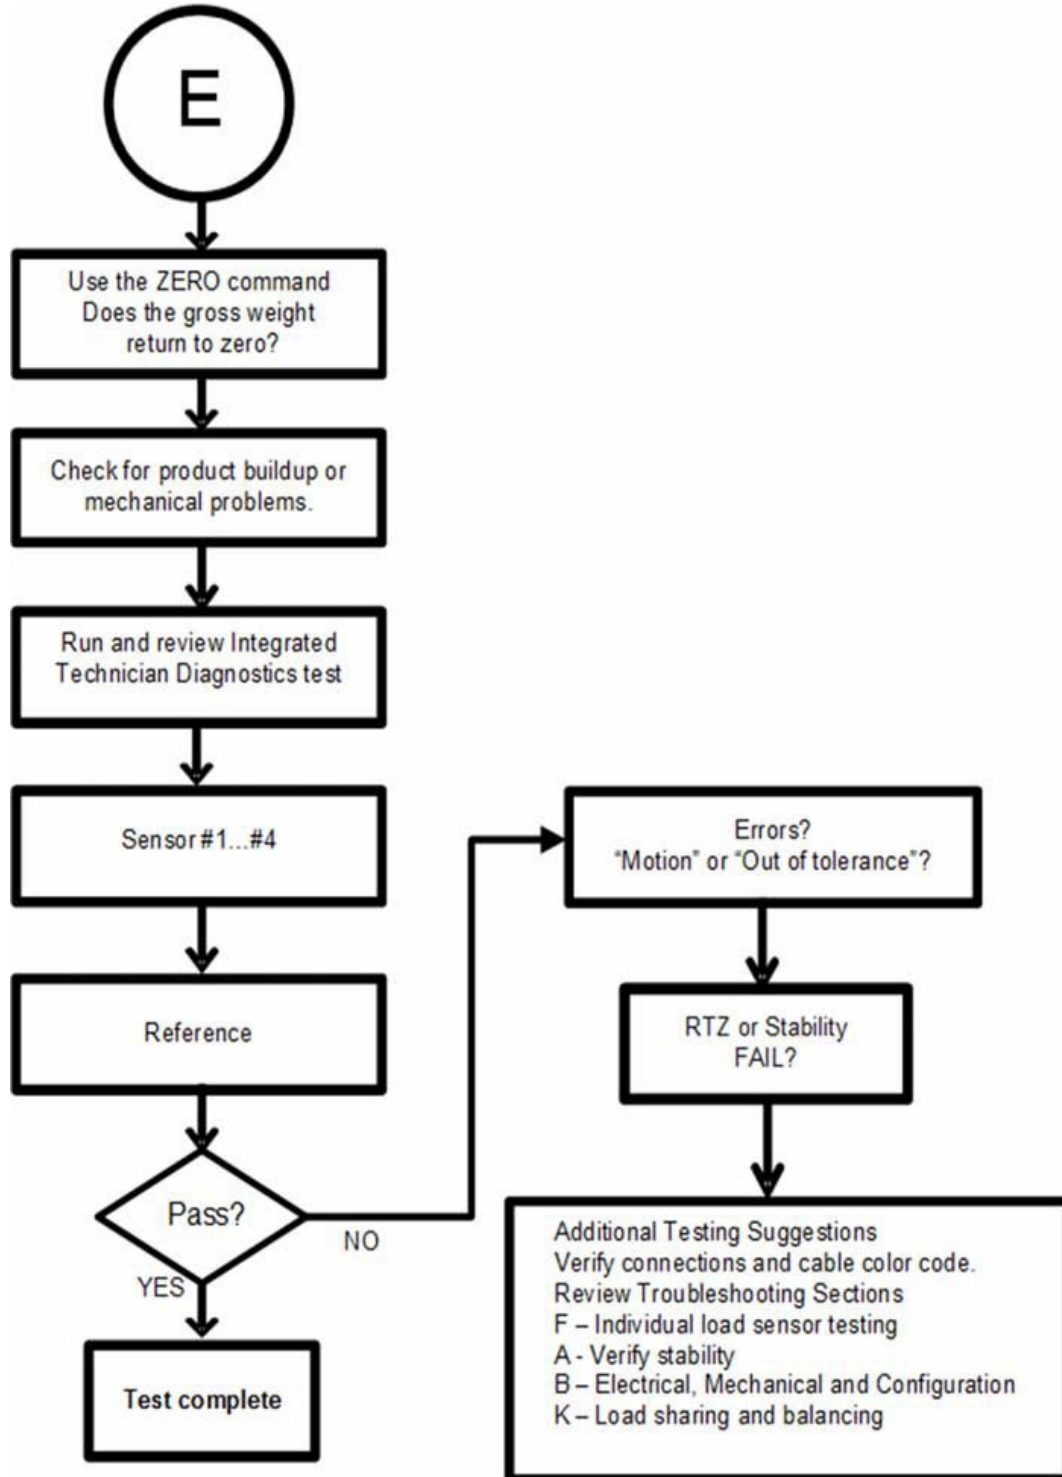 E
Use the ZERO command
Does the gross weight
return to zero?
Check for product buildup or
mechanical problems.
Run and review Integrated
Technician Diagnostics test
Sensor #1...#4
Reference
Pass?
NO
YES
Test complete
Errors?
“Motion” or “Out of tolerance”?
RTZ or Stability
FAIL?
Additional Testing Suggestions
Verify connections and cable color code.
Review Troubleshooting Sections
F – Individual load sensor testing
A - Verify stability
B – Electrical, Mechanical and Configuration
K – Load sharing and balancing